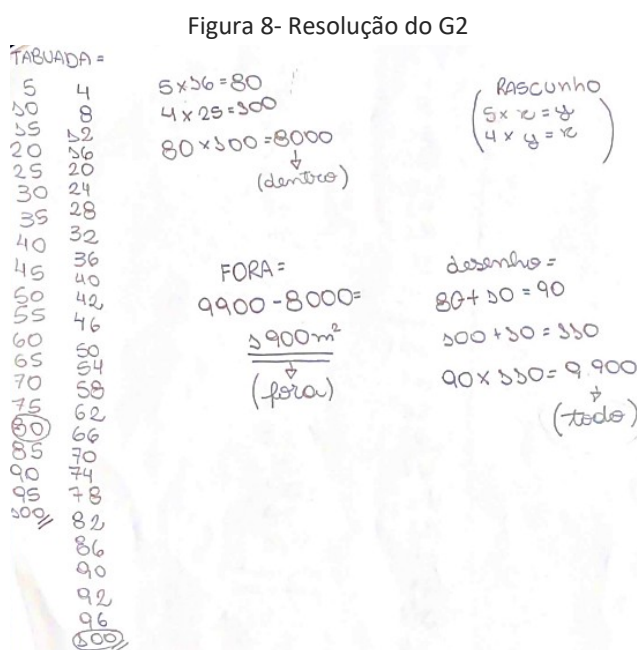 Figura 8- Resolução do G2
TABUADA =
5
10
15
20
25
30
35
40
45
50
55
60
65
70
75
80
85
90
95
100//
4
8
12
16
20
24
28
32
36
40
42
46
50
54
58
62
66
70
74
78
82
86
90
92
96
100//
5 x 16 = 80
4 x 25 = 100
80 x 100 = 8000
(dentro)
RASCUNHO
5 x x = y
4 x y = x
FORA =
9900 - 8000 =
1900 m²
(fora)
desenho =
80 + 10 = 90
100 + 10 = 110
90 x 110 = 9.900
(todo)